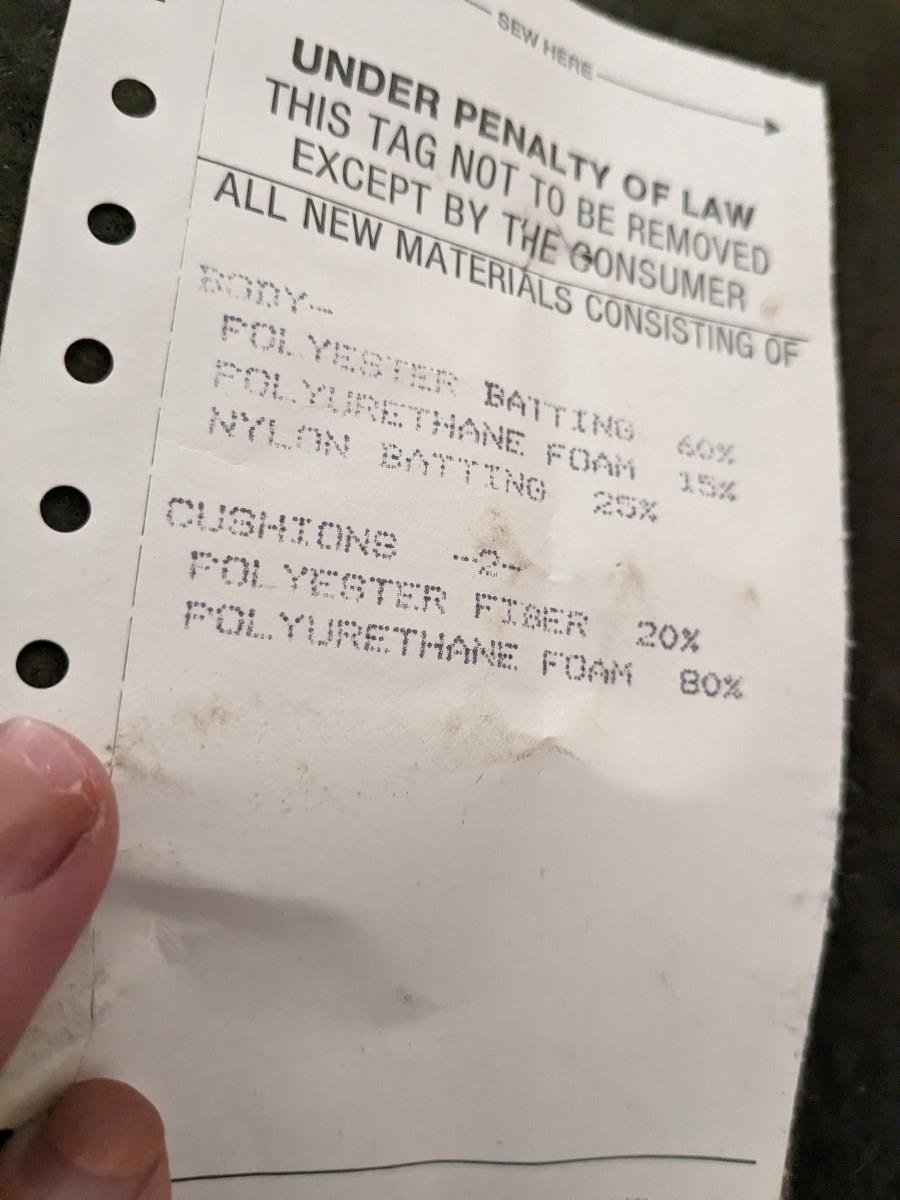 SEW HERE
UNDER PENALTY OF LAW
THIS TAG NOT TO BE REMOVED
EXCEPT BY THE CONSUMER
ALL NEW MATERIALS CONSISTING OF
BODY-
POLYESTER BATTING 60%
POLYURETHANE FOAM 15%
NYLON BATTING 25%
CUSHIONS -2-
POLYESTER FIBER 20%
POLYURETHANE FOAM 80%